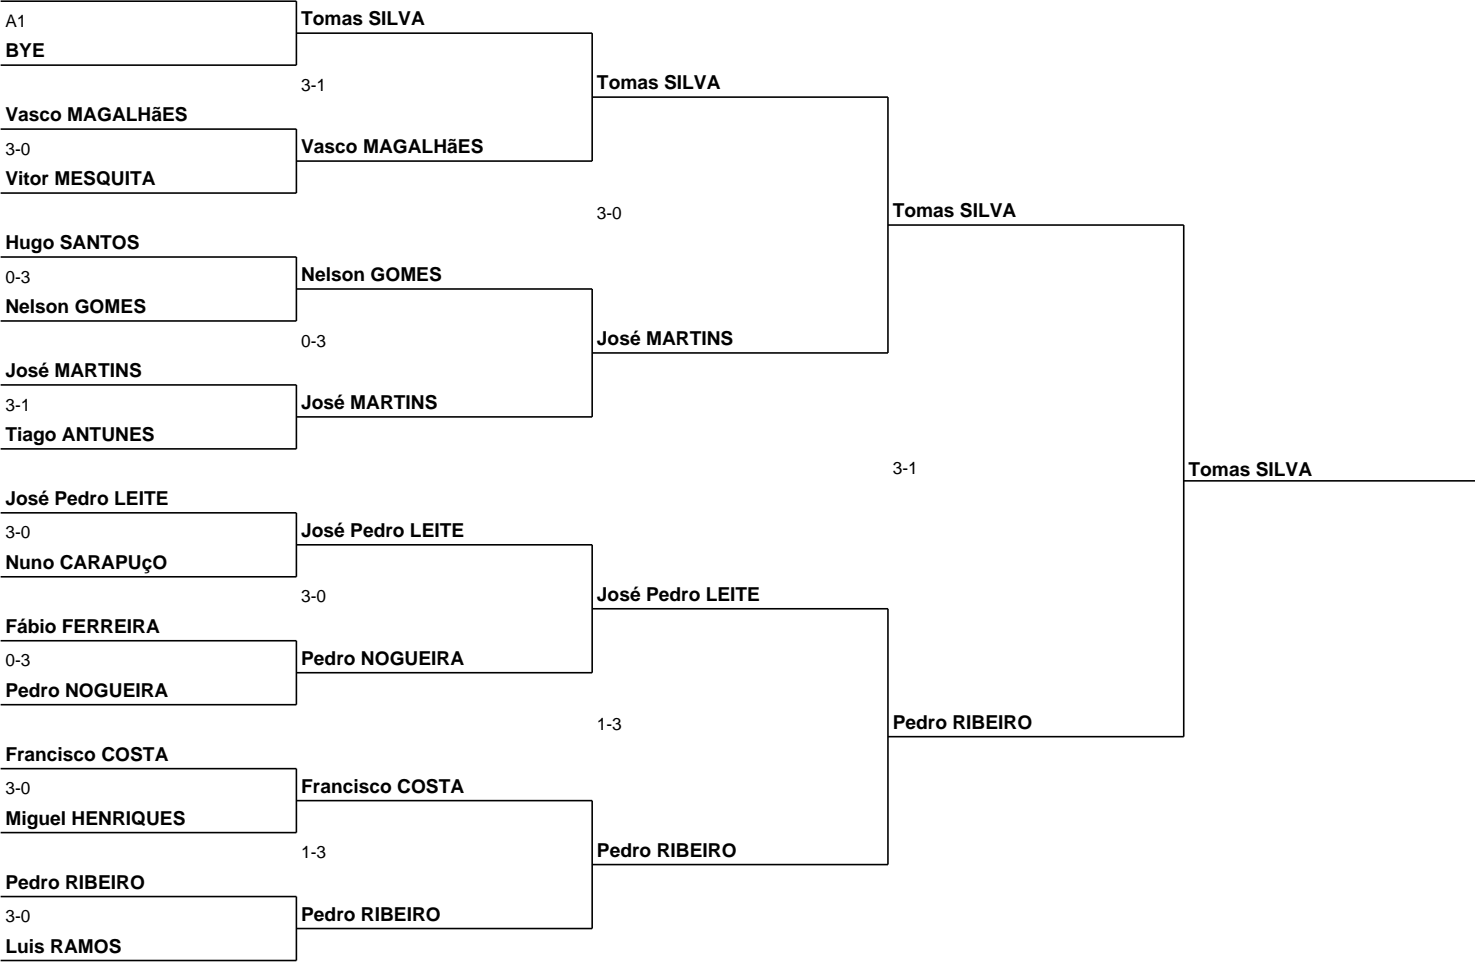 A1
BYE
Vasco MAGALHãES
3-0
Vitor MESQUITA
Hugo SANTOS
0-3
Nelson GOMES
José MARTINS
3-1
Tiago ANTUNES
José Pedro LEITE
3-0
Nuno CARAPUçO
Fábio FERREIRA
0-3
Pedro NOGUEIRA
Francisco COSTA
3-0
Miguel HENRIQUES
Pedro RIBEIRO
3-0
Luis RAMOS
Tomas SILVA
3-1
Vasco MAGALHãES
Nelson GOMES
0-3
José MARTINS
José Pedro LEITE
3-0
Pedro NOGUEIRA
Francisco COSTA
1-3
Pedro RIBEIRO
Tomas SILVA
3-0
José MARTINS
José Pedro LEITE
1-3
Pedro RIBEIRO
Tomas SILVA
3-1
Pedro RIBEIRO
Tomas SILVA